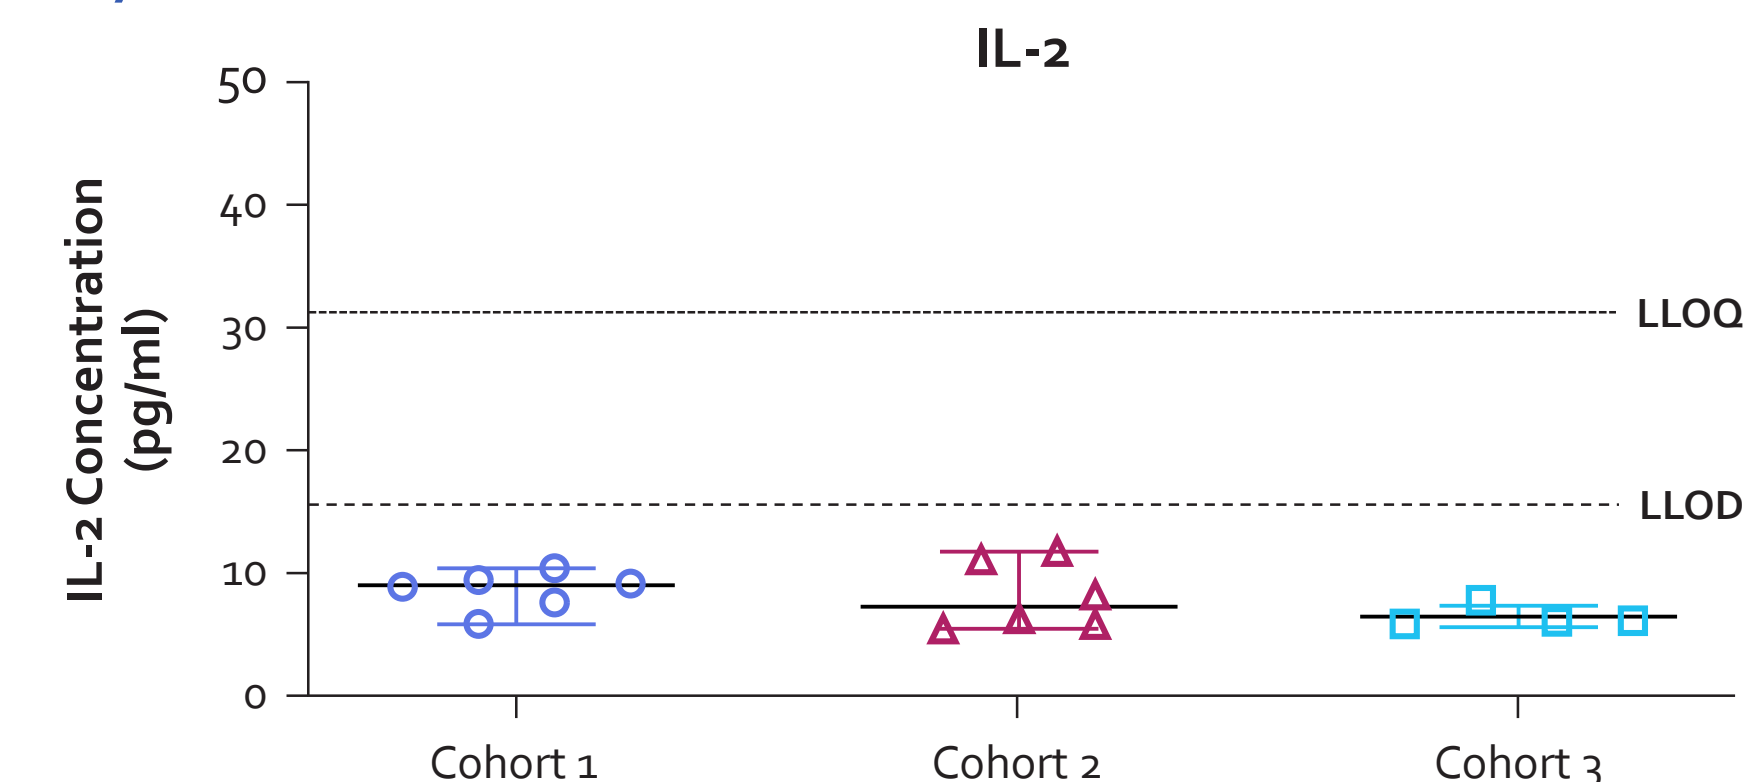 IL-2
IL-2 Concentration
(pg/ml)
50
40
30
20
10
0
LLOQ
LLOD
Cohort 1
Cohort 2
Cohort 3